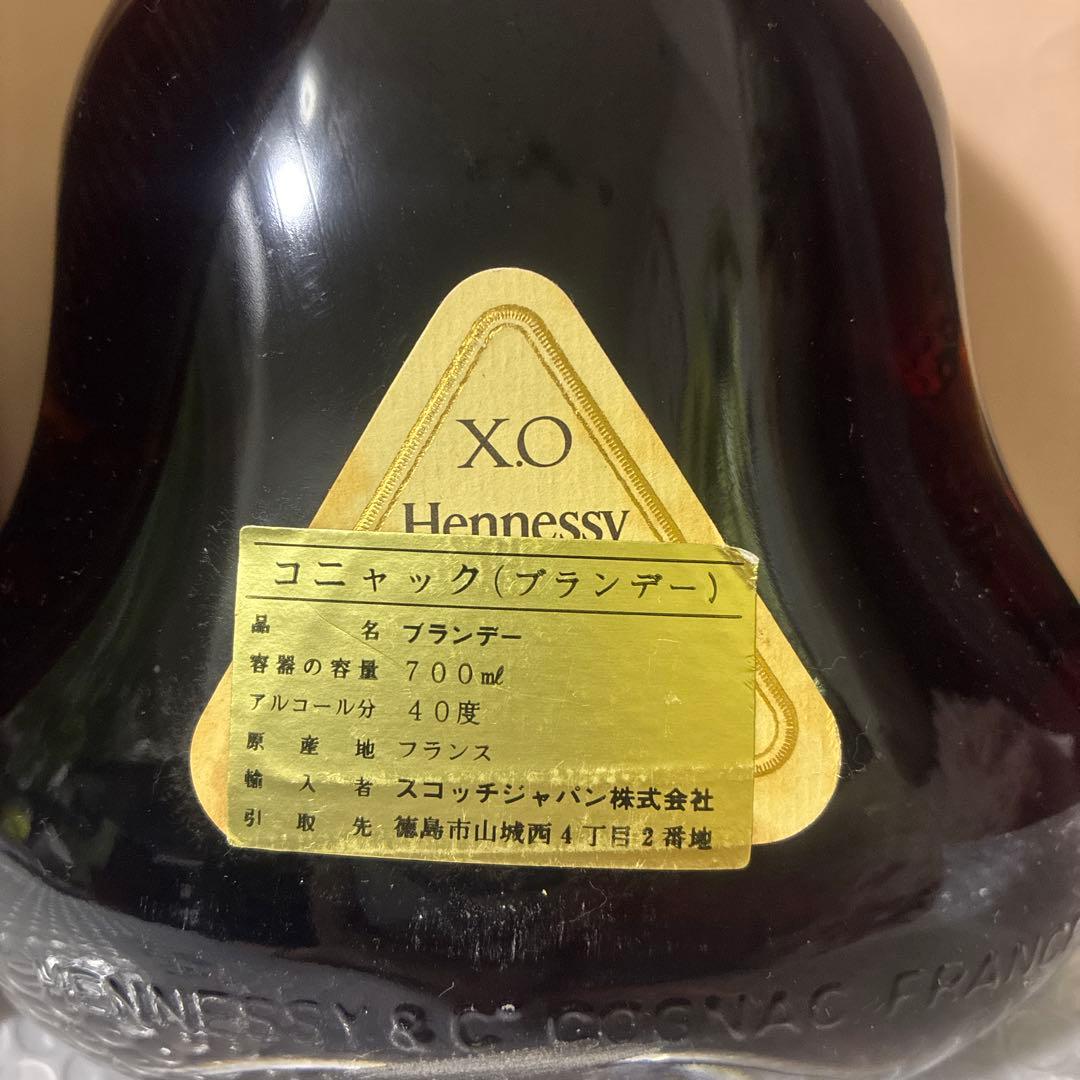 X.O
Hennessy
コニャック(ブランデー)
品名 ブランデー
容器の容量 700㎖
アルコール分 40度
原産地 フランス
輸入者 スコッチジャパン株式会社
引取先 徳島市山城西4丁目2番地
HENNESSY & Cº COGNAC FRANCE